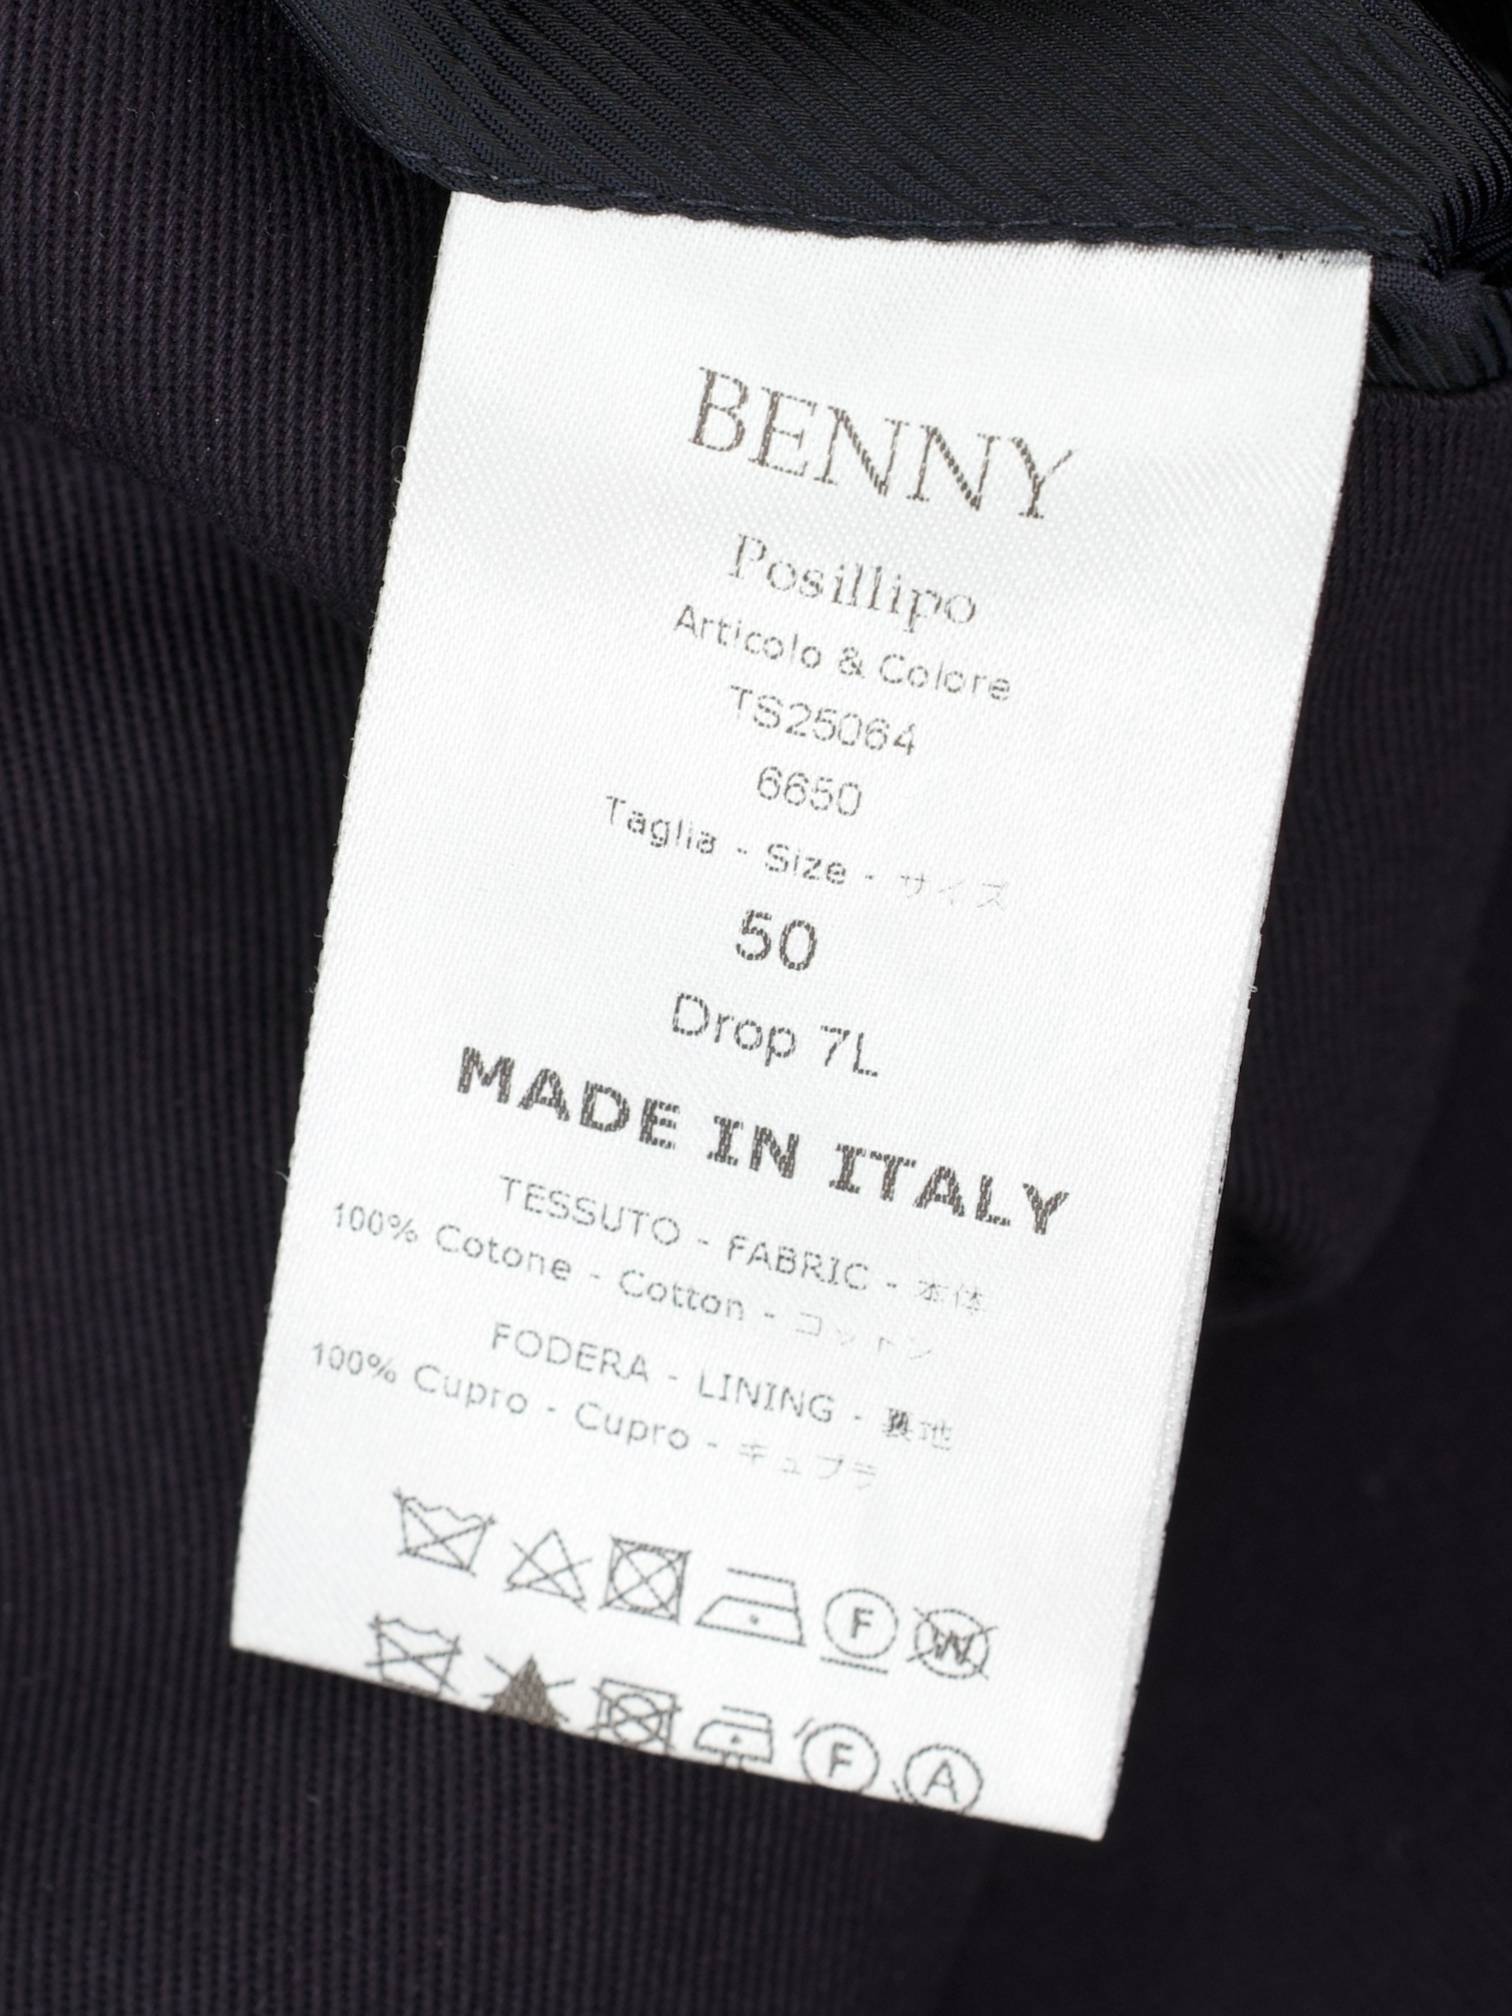 BENNY
Posillipo
Articolo & Colore
TS25064
6650
Taglia - Size - サイズ
50
Drop 7L
MADE IN ITALY
TESSUTO - FABRIC - 本体
100% Cotone - Cotton - コットン
FODERA - LINING - 裏地
100% Cupro - Cupro - キュプラ
F W
F A